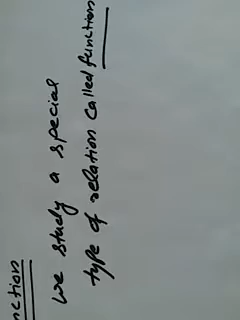 nction
we study a special
type of relation called function